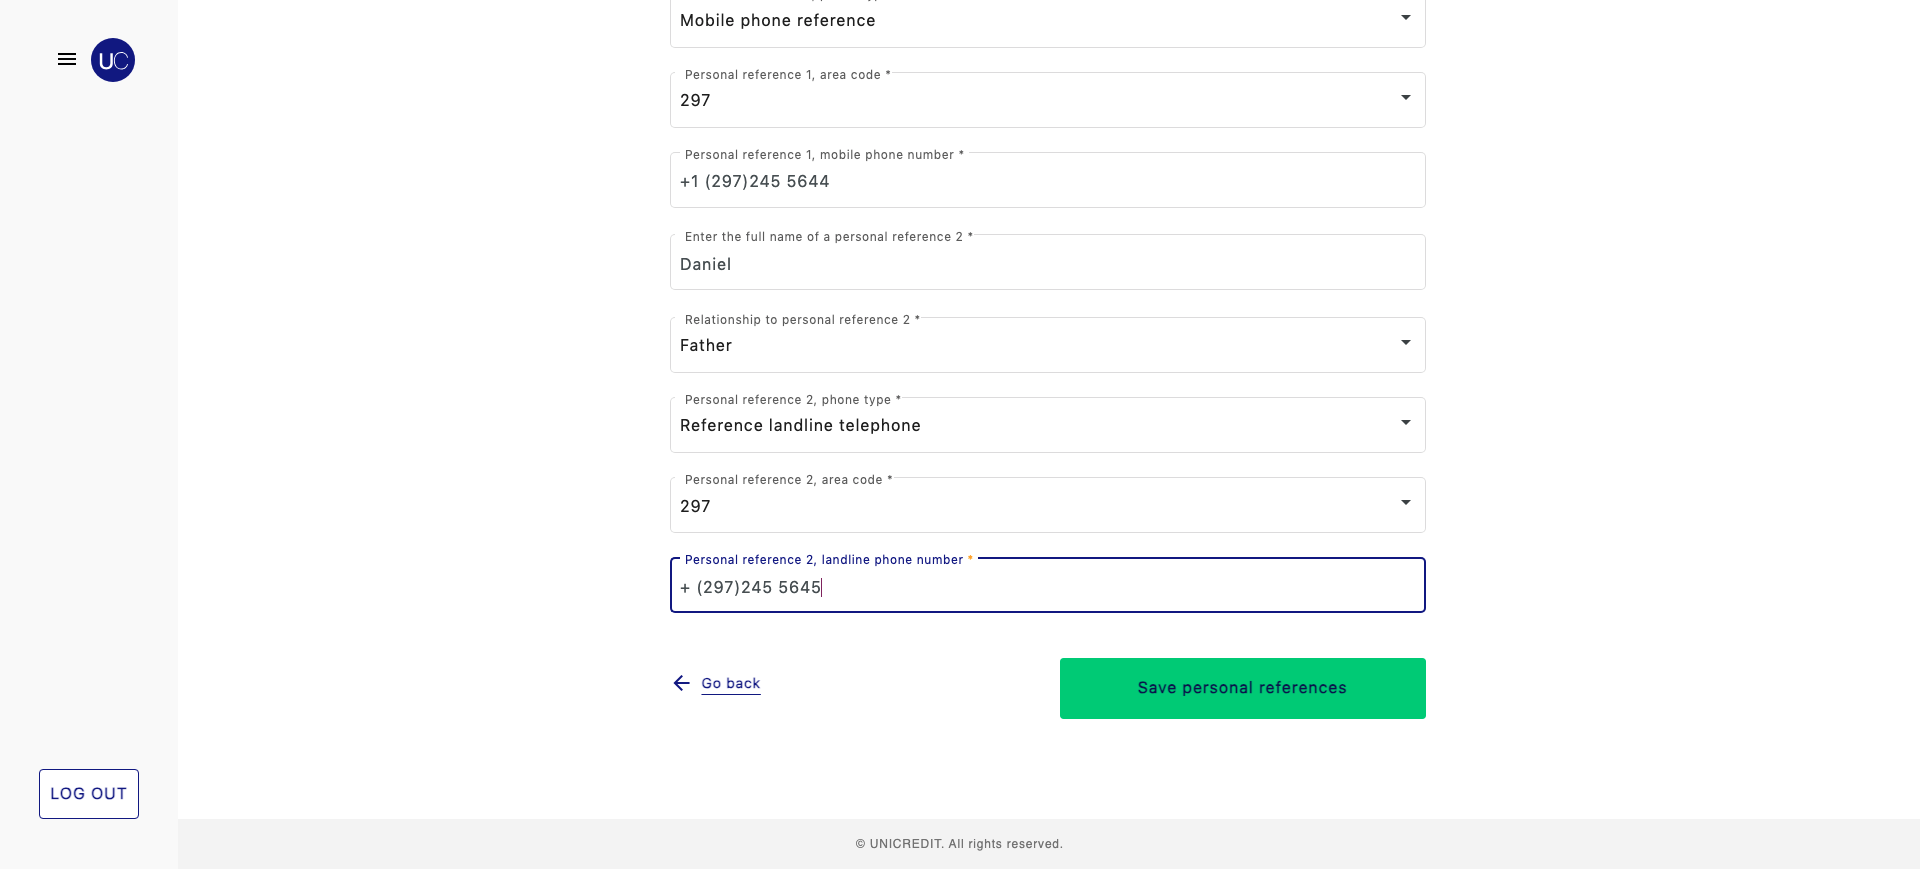 UC
Mobile phone reference
Personal reference 1, area code *
297
Personal reference 1, mobile phone number *
+1 (297)245 5644
Enter the full name of a personal reference 2 *
Daniel
Relationship to personal reference 2 *
Father
Personal reference 2, phone type *
Reference landline telephone
Personal reference 2, area code *
297
Personal reference 2, landline phone number *
+ (297)245 5645
Go back
Save personal references
LOG OUT
© UNICREDIT. All rights reserved.